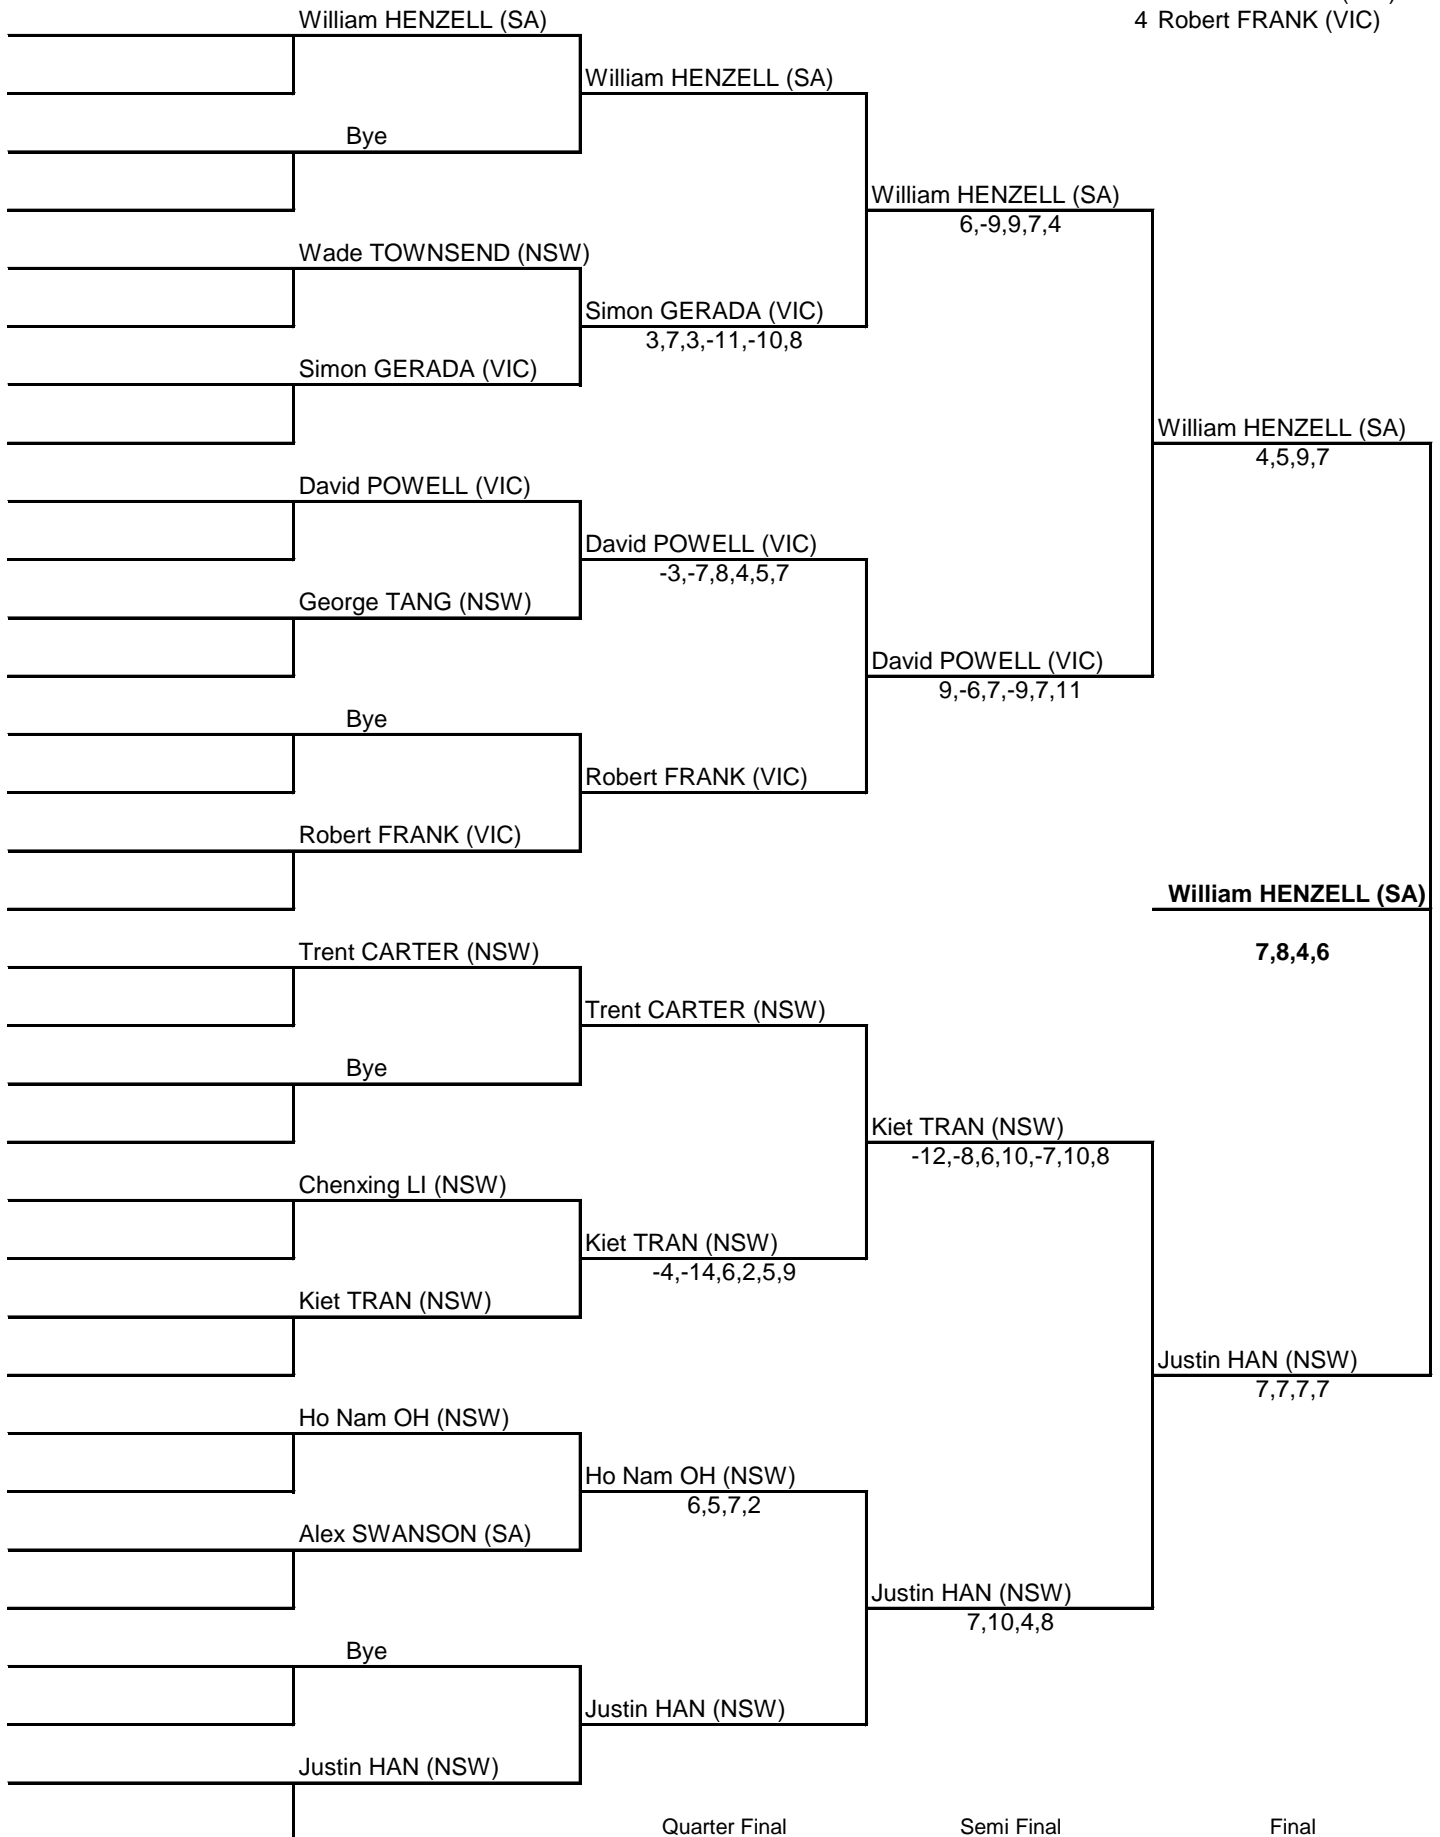 William HENZELL (SA)
4 Robert FRANK (VIC)
William HENZELL (SA)
Bye
William HENZELL (SA)
6,-9,9,7,4
Wade TOWNSEND (NSW)
Simon GERADA (VIC)
3,7,3,-11,-10,8
Simon GERADA (VIC)
William HENZELL (SA)
4,5,9,7
David POWELL (VIC)
David POWELL (VIC)
-3,-7,8,4,5,7
George TANG (NSW)
David POWELL (VIC)
9,-6,7,-9,7,11
Bye
Robert FRANK (VIC)
Robert FRANK (VIC)
William HENZELL (SA)
Trent CARTER (NSW)
7,8,4,6
Trent CARTER (NSW)
Bye
Kiet TRAN (NSW)
-12,-8,6,10,-7,10,8
Chenxing LI (NSW)
Kiet TRAN (NSW)
-4,-14,6,2,5,9
Kiet TRAN (NSW)
Justin HAN (NSW)
7,7,7,7
Ho Nam OH (NSW)
Ho Nam OH (NSW)
6,5,7,2
Alex SWANSON (SA)
Justin HAN (NSW)
7,10,4,8
Bye
Justin HAN (NSW)
Justin HAN (NSW)
Quarter Final Semi Final Final